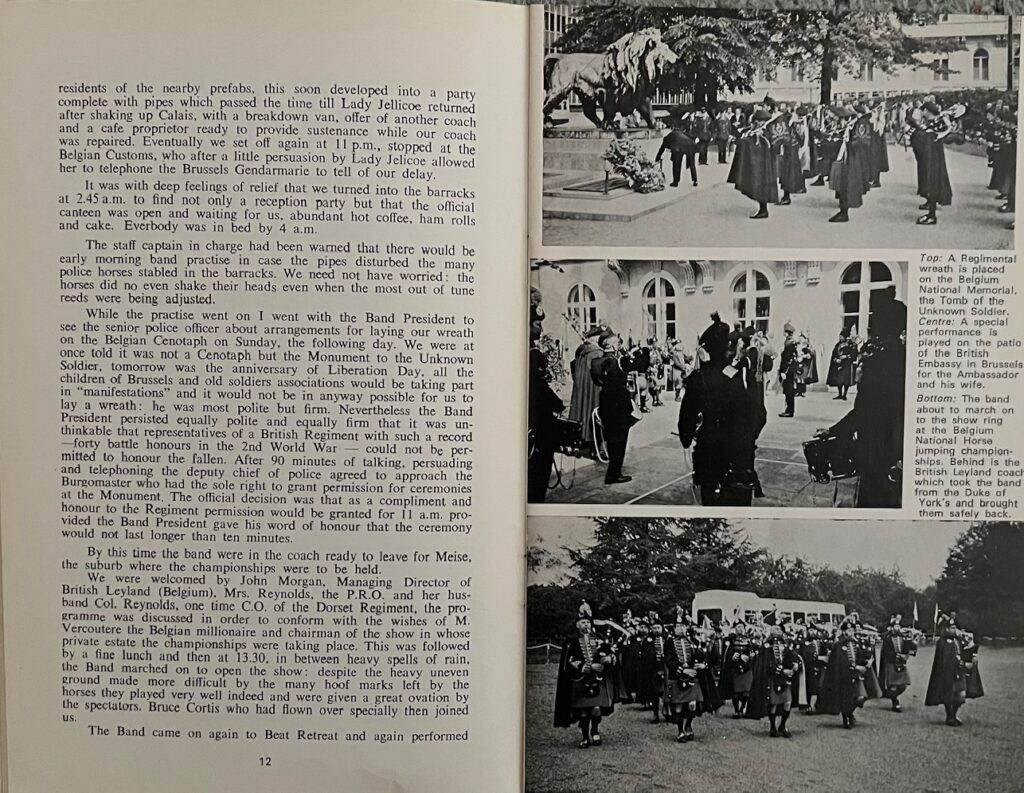 residents of the nearby prefabs, this soon developed into a party
complete with pipes which passed the time till Lady Jellicoe returned
after shaking up Calais, with a breakdown van, offer of another coach
and a cafe proprietor ready to provide sustenance while our coach
was repaired. Eventually we set off again at 11 p.m., stopped at the
Belgian Customs, who after a little persuasion by Lady Jelicoe allowed
her to telephone the Brussels Gendarmarie to tell of our delay.
It was with deep feelings of relief that we turned into the barracks
at 2.45 a.m. to find not only a reception party but that the official
canteen was open and waiting for us, abundant hot coffee, ham rolls
and cake. Everbody was in bed by 4 a.m.
The staff captain in charge had been warned that there would be
early morning band practise in case the pipes disturbed the many
police horses stabled in the barracks. We need not have worried: the
horses did no even shake their heads even when the most out of tune
reeds were being adjusted.
While the practise went on I went with the Band President to
see the senior police officer about arrangements for laying our wreath
on the Belgian Cenotaph on Sunday, the following day. We were at
once told it was not a Cenotaph but the Monument to the Unknown
Soldier, tomorrow was the anniversary of Liberation Day, all the
children of Brussels and old soldiers associations would be taking part
in "manifestations" and it would not be in anyway possible for us to
lay a wreath: he was most polite but firm. Nevertheless the Band
President persisted equally polite and equally firm that it was un-
thinkable that representatives of a British Regiment with such a record
—forty battle honours in the 2nd World War — could not be per-
mitted to honour the fallen. After 90 minutes of talking, persuading
and telephoning the deputy chief of police agreed to approach the
Burgomaster who had the sole right to grant permission for ceremonies
at the Monument. The official decision was that as a compliment and
honour to the Regiment permission would be granted for 11 a.m. pro-
vided the Band President gave his word of honour that the ceremony
would not last longer than ten minutes.
By this time the band were in the coach ready to leave for Meise,
the suburb where the championships were to be held.
We were welcomed by John Morgan, Managing Director of
British Leyland (Belgium), Mrs. Reynolds, the P.R.O. and her hus-
band Col. Reynolds, one time C.O. of the Dorset Regiment, the pro-
gramme was discussed in order to conform with the wishes of M.
Vercoutere the Belgian millionaire and chairman of the show in whose
private estate the championships were taking place. This was followed
by a fine lunch and then at 13.30, in between heavy spells of rain,
the Band marched on to open the show: despite the heavy uneven
ground made more difficult by the many hoof marks left by the
horses they played very well indeed and were given a great ovation by
the spectators. Bruce Cortis who had flown over specially then joined
us.
The Band came on again to Beat Retreat and again performed
12
Top: A Regimental
wreath is placed
on the Belgium
National Memorial,
the Tomb of the
Unknown Soldier.
Centre: A special
performance is
played on the patio
of the British
Embassy in Brussels
for the Ambassador
and his wife.
Bottom: The band
about to march on
to the show ring
at the Belgium
National Horse
jumping champion-
ships. Behind is the
British Leyland coach
which took the band
from the Duke of
York's and brought
them safely back.